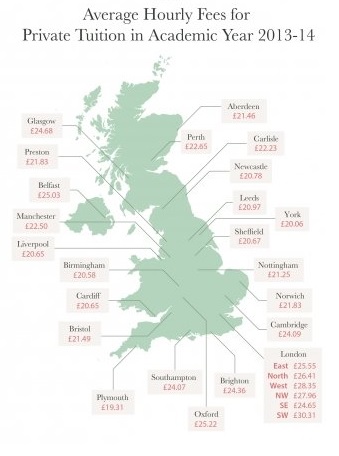 Average Hourly Fees for
Private Tuition in Academic Year 2013-14
Aberdeen
£21.46
Glasgow
£24.68
Perth
£22.65
Carlisle
£22.23
Preston
£21.83
Newcastle
£20.78
Belfast
£25.03
Leeds
£20.97
York
£20.06
Manchester
£22.50
Sheffield
£20.67
Liverpool
£20.65
Birmingham
£20.58
Nottingham
£21.25
Cardiff
£20.65
Norwich
£21.83
Bristol
£21.49
Cambridge
£24.09
London
East £25.55
North £26.41
West £28.35
NW £27.96
SE £24.65
SW £30.31
Southampton
£24.07
Brighton
£24.36
Plymouth
£19.31
Oxford
£25.22